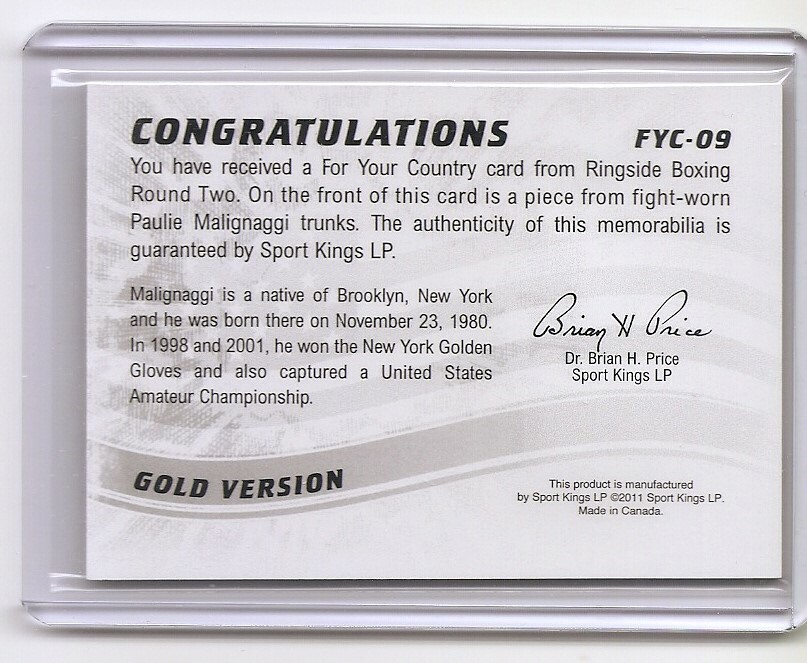 CONGRATULATIONS
FYC-09
You have received a For Your Country card from Ringside Boxing
Round Two. On the front of this card is a piece from fight-worn
Paulie Malignaggi trunks. The authenticity of this memorabilia is
guaranteed by Sport Kings LP.
Malignaggi is a native of Brooklyn, New York
and he was born there on November 23, 1980.
In 1998 and 2001, he won the New York Golden
Gloves and also captured a United States
Amateur Championship.
Brian H Price
Dr. Brian H. Price
Sport Kings LP
GOLD VERSION
This product is manufactured
by Sport Kings LP ©2011 Sport Kings LP.
Made in Canada.